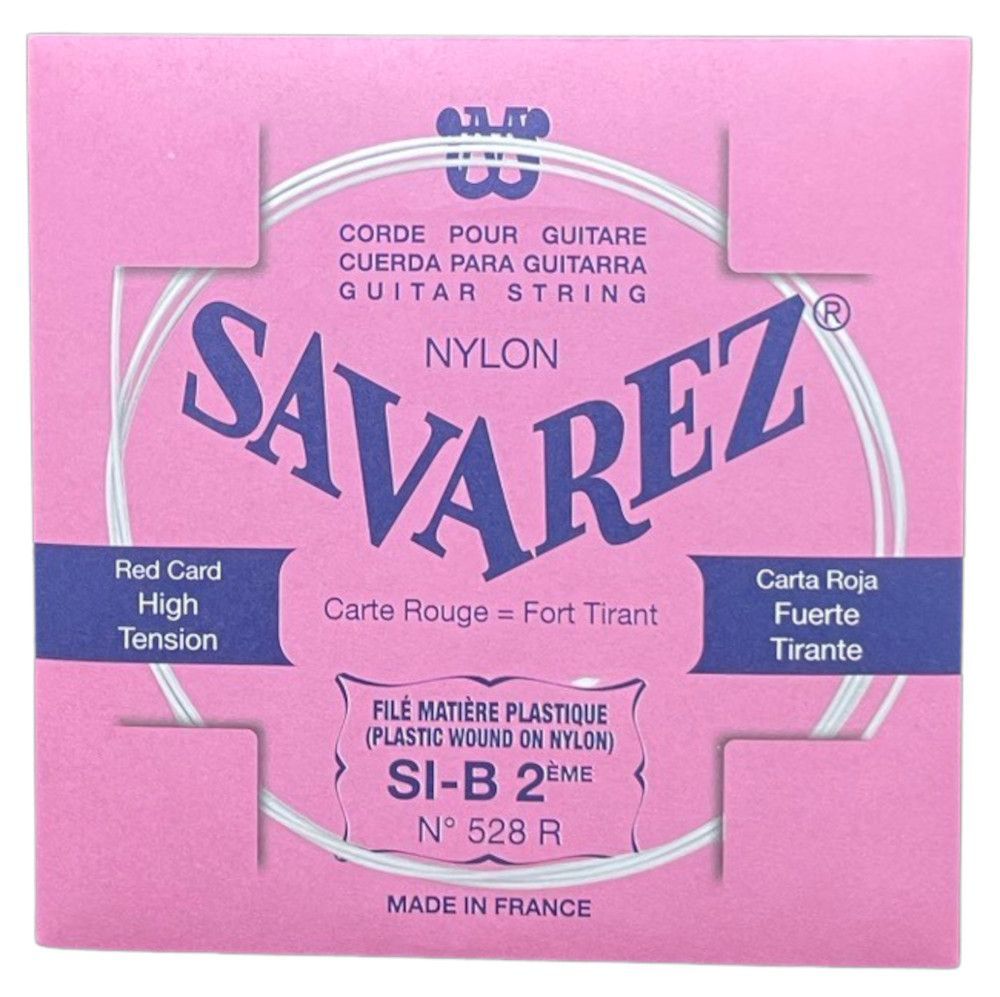 CORDE POUR GUITARE
CUERDA PARA GUITARRA
GUITAR STRING
NYLON
SAVAREZ®
Red Card
High
Tension
Carte Rouge = Fort Tirant
Carta Roja
Fuerte
Tirante
FILÉ MATIÈRE PLASTIQUE
(PLASTIC WOUND ON NYLON)
SI-B 2ÈME
N° 528 R
MADE IN FRANCE